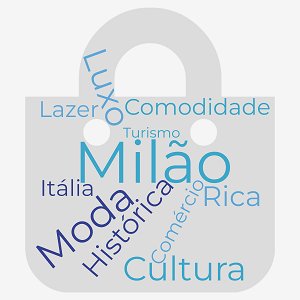 Luxo
Lazer
Comodidade
Turismo
Milão
Itália
Moda
Histórica
Comércio
Rica
Cultura